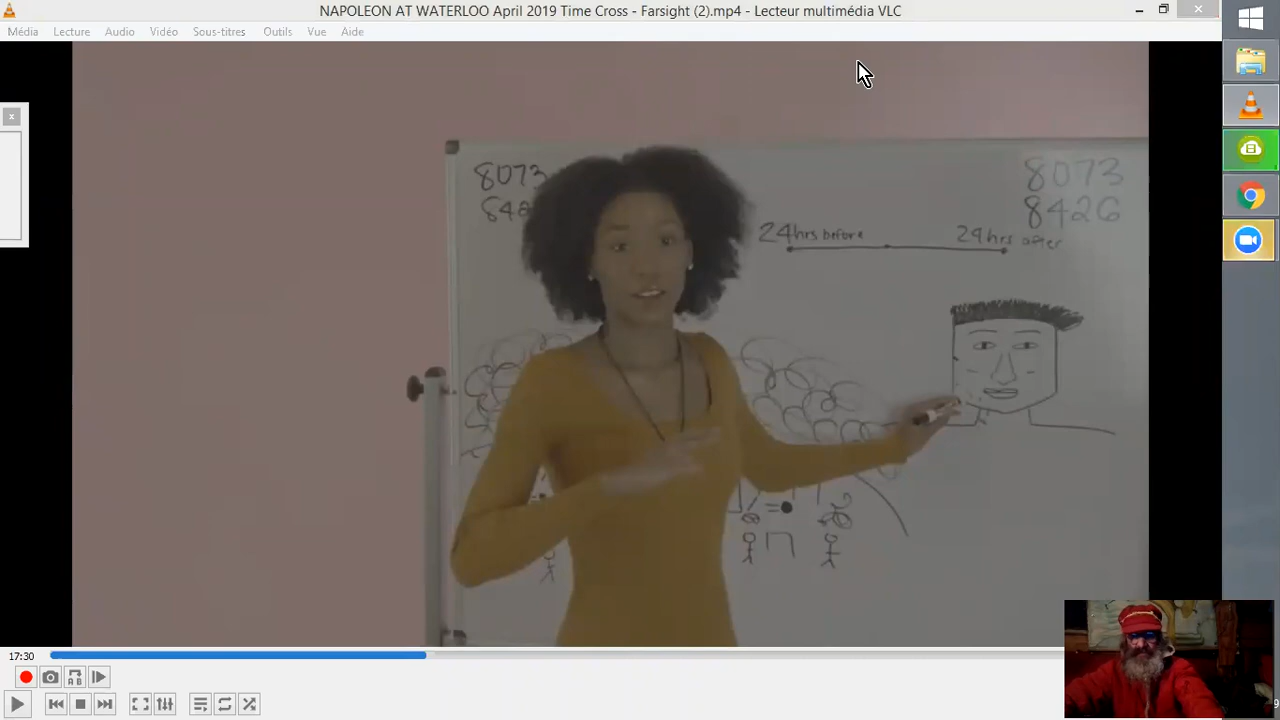 NAPOLEON AT WATERLOO April 2019 Time Cross - Farsight (2).mp4 - Lecteur multimédia VLC
Média Lecture Audio Vidéo Sous-titres Outils Vue Aide
x
8073
842
8073
8426
24hrs before
24hrs after
17:30